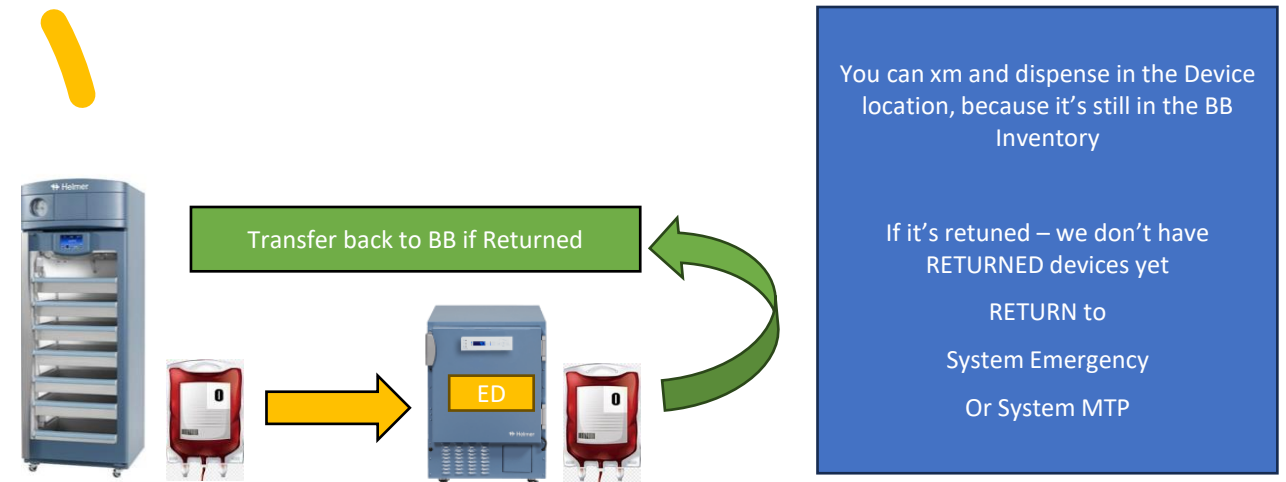 You can xm and dispense in the Device
location, because it's still in the BB
Inventory
Helmer
Transfer back to BB if Returned
If it's retuned – we don't have
RETURNED devices yet
RETURN to
System Emergency
Or System MTP
O
ED
O
Helmer